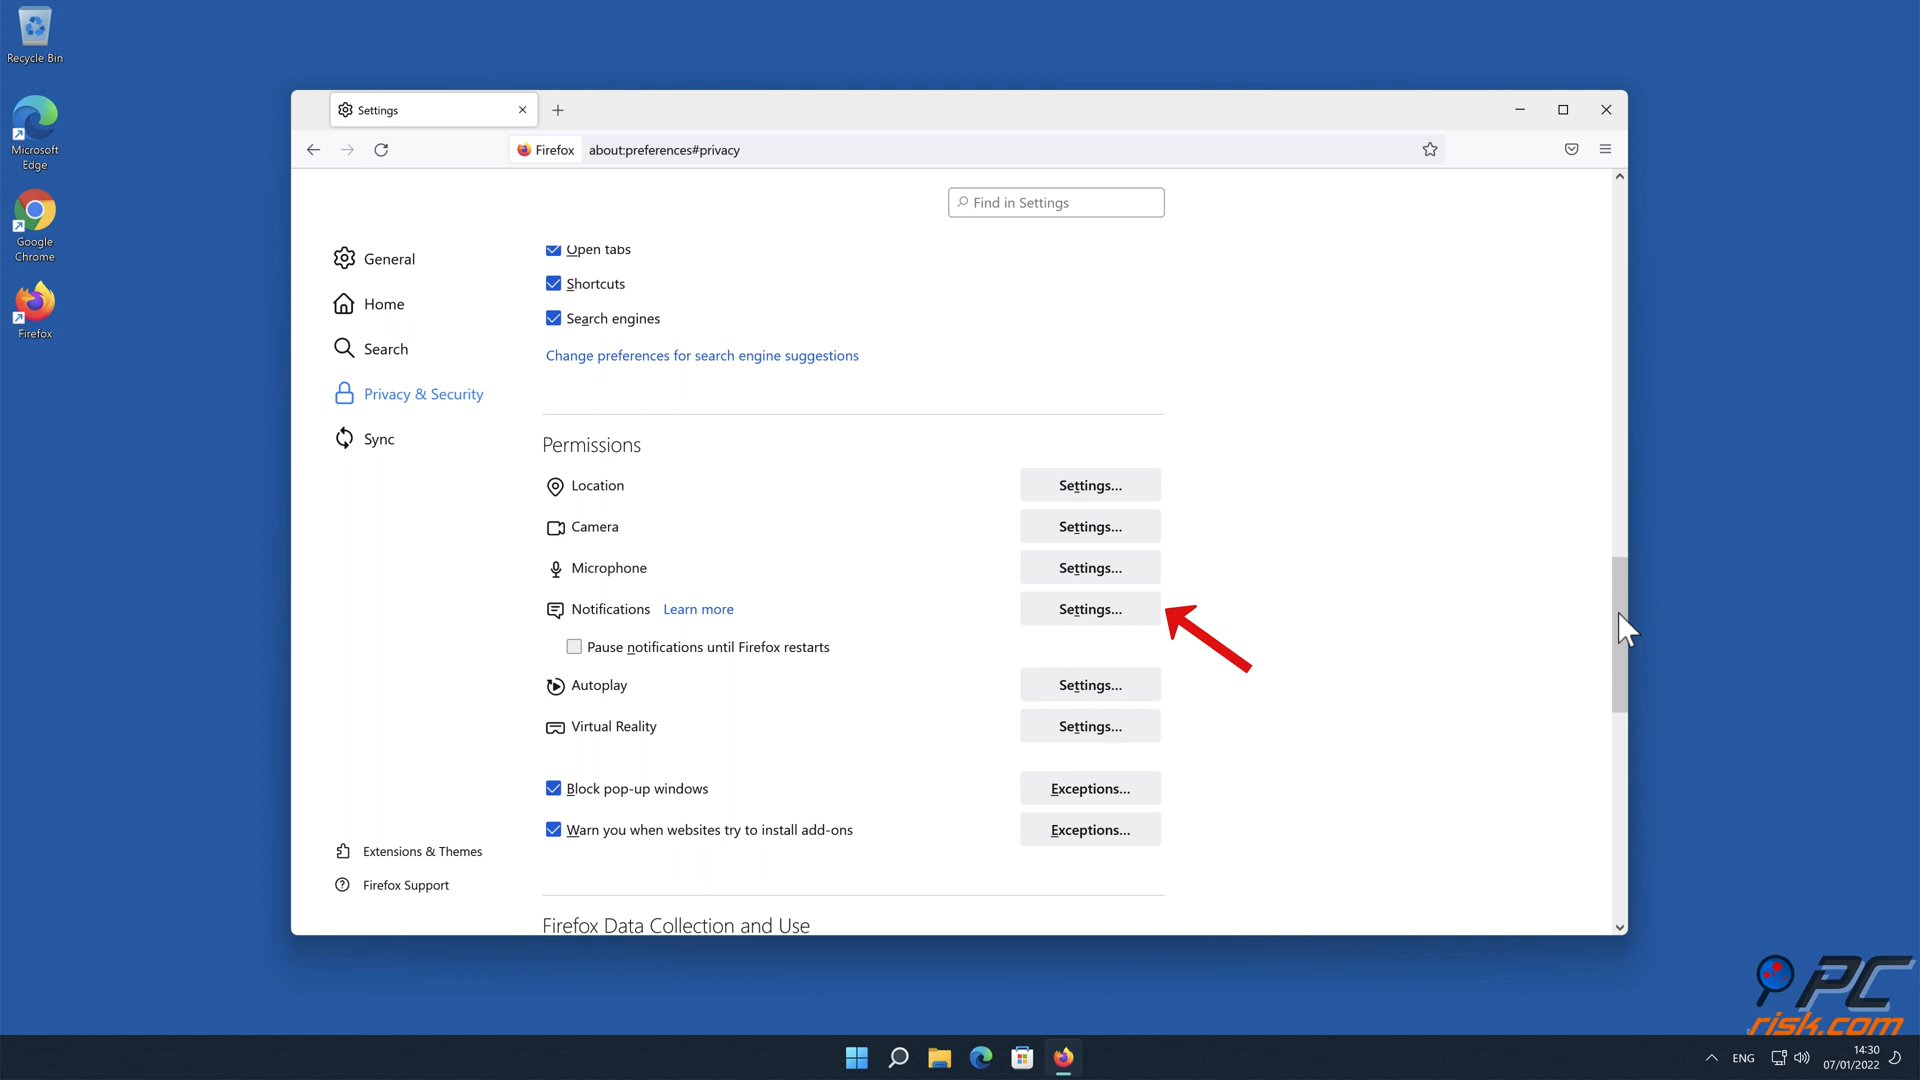 Recycle Bin
Microsoft
Edge
Google
Chrome
Firefox
Settings
Firefox
about:preferences#privacy
Find in Settings
General
Home
Search
Privacy & Security
Sync
Extensions & Themes
Firefox Support
Open tabs
Shortcuts
Search engines
Change preferences for search engine suggestions
Permissions
Location Settings...
Camera Settings...
Microphone Settings...
Notifications Learn more Settings...
Pause notifications until Firefox restarts
Autoplay Settings...
Virtual Reality Settings...
Block pop-up windows Exceptions...
Warn you when websites try to install add-ons Exceptions...
Firefox Data Collection and Use
PC
risk.com
ENG
14:30
07/01/2022